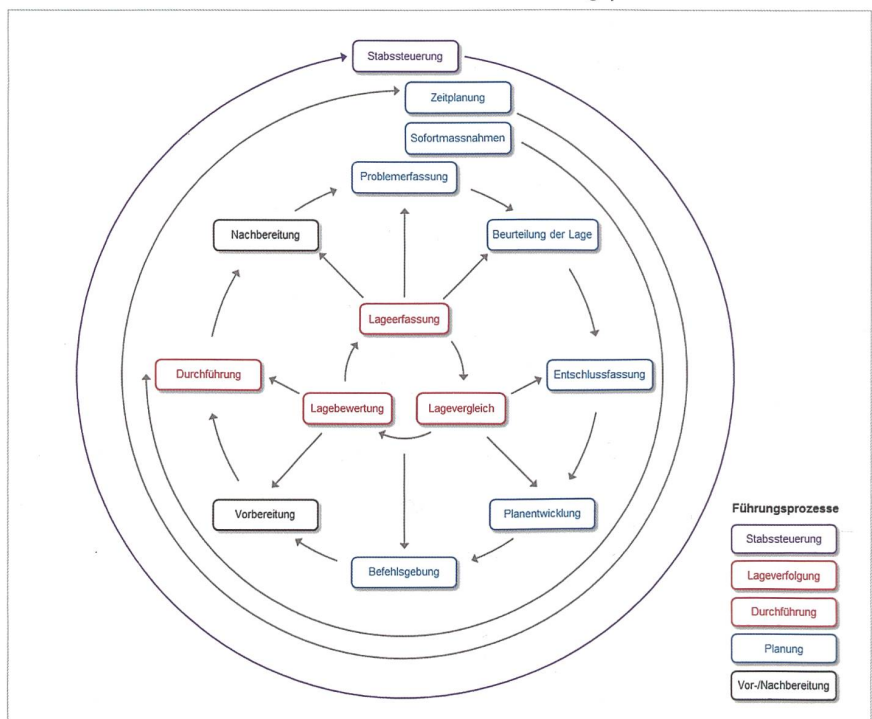 Stabssteuerung
Zeitplanung
Sofortmassnahmen
Problemerfassung
Nachbereitung
Beurteilung der Lage
Lageerfassung
Durchführung
Entschlussfassung
Lagebewertung
Lagevergleich
Vorbereitung
Planentwicklung
Befehlsgebung
Führungsprozesse
Stabssteuerung
Lageverfolgung
Durchführung
Planung
Vor-/Nachbereitung